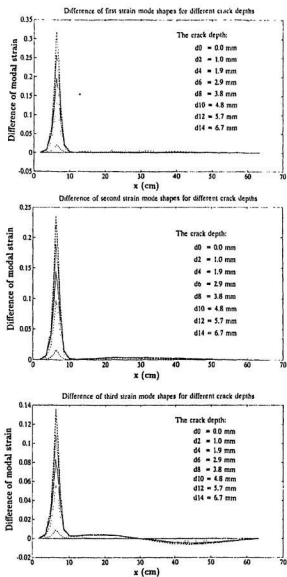 Difference of first strain mode shapes for different crack depths
0.35
0.3
0.25
0.2
0.15
0.1
0.05
0
-0.05
Difference of modal strain
The crack depth:
d0 = 0.0 mm
d2 = 1.0 mm
d4 = 1.9 mm
d6 = 2.9 mm
d8 = 3.8 mm
d10 = 4.8 mm
d12 = 5.7 mm
d14 = 6.7 mm
0 10 20 30 40 50 60 70
x (cm)
Difference of second strain mode shapes for different crack depths
0.25
0.2
0.15
0.1
0.05
0
Difference of modal strain
The crack depth:
d0 = 0.0 mm
d2 = 1.0 mm
d4 = 1.9 mm
d6 = 2.9 mm
d8 = 3.8 mm
d10 = 4.8 mm
d12 = 5.7 mm
d14 = 6.7 mm
0 10 20 30 40 50 60 70
x (cm)
Difference of third strain mode shapes for different crack depths
0.14
0.12
0.1
0.08
0.06
0.04
0.02
0
-0.02
Difference of modal strain
The crack depth:
d0 = 0.0 mm
d2 = 1.0 mm
d4 = 1.9 mm
d6 = 2.9 mm
d8 = 3.8 mm
d10 = 4.8 mm
d12 = 5.7 mm
d14 = 6.7 mm
0 10 20 30 40 50 60 70
x (cm)